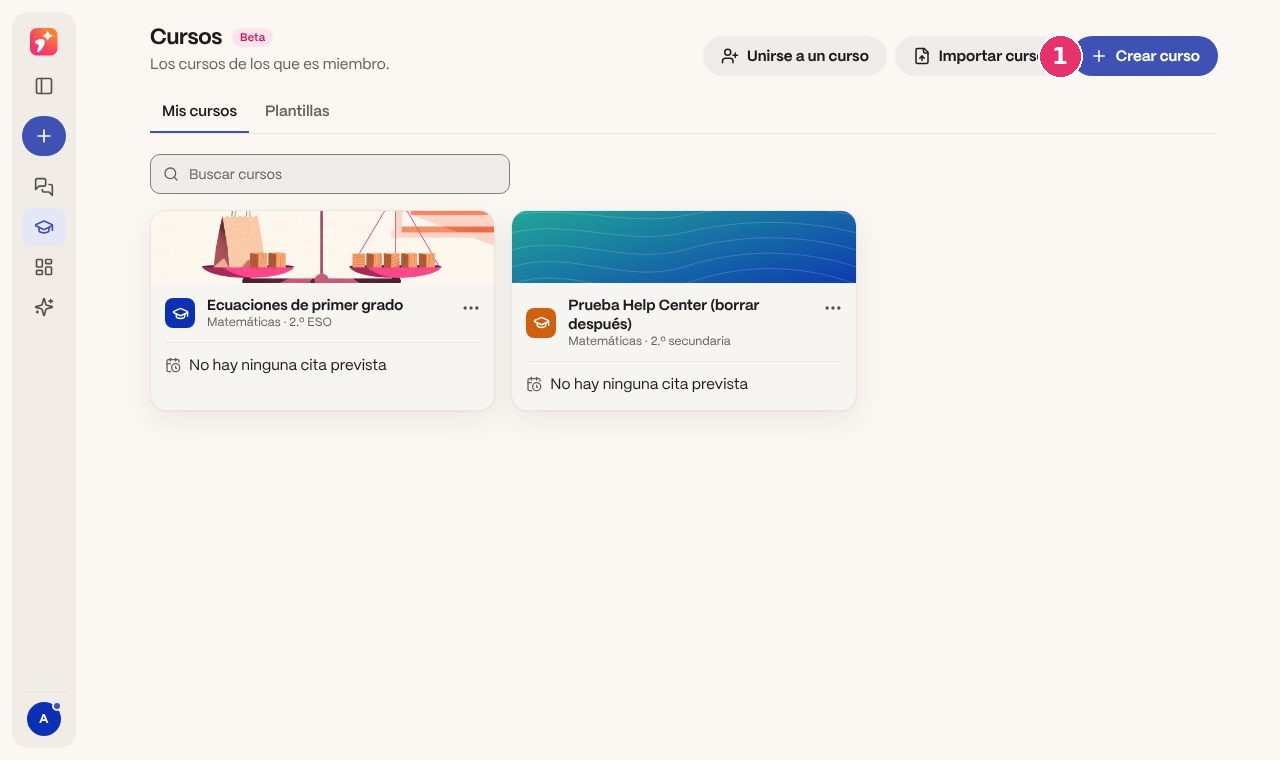 Cursos Beta
Los cursos de los que es miembro.
Unirse a un curso
Importar
1
Crear curso
Mis cursos
Plantillas
Buscar cursos
Ecuaciones de primer grado
Matemáticas · 2.º ESO
No hay ninguna cita prevista
Prueba Help Center (borrar
después)
Matemáticas · 2.º secundaria
No hay ninguna cita prevista
A